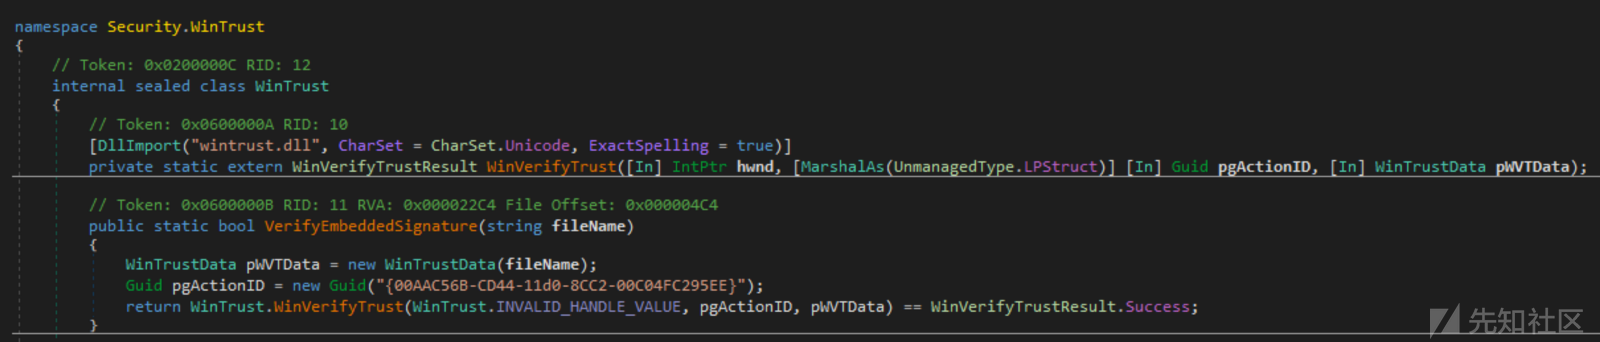 namespace Security.WinTrust
{
// Token: 0x0200000C RID: 12
internal sealed class WinTrust
{
// Token: 0x0600000A RID: 10
[DllImport("wintrust.dll", CharSet = CharSet.Unicode, ExactSpelling = true)]
private static extern WinVerifyTrustResult WinVerifyTrust([In] IntPtr hwnd, [MarshalAs(UnmanagedType.LPStruct)] [In] Guid pgActionID, [In] WinTrustData pWVTData);
// Token: 0x0600000B RID: 11 RVA: 0x000022C4 File Offset: 0x000004C4
public static bool VerifyEmbeddedSignature(string fileName)
{
WinTrustData pWVTData = new WinTrustData(fileName);
Guid pgActionID = new Guid("{00AAC56B-CD44-11d0-8CC2-00C04FC295EE}");
return WinTrust.WinVerifyTrust(WinTrust.INVALID_HANDLE_VALUE, pgActionID, pWVTData) == WinVerifyTrustResult.Success;
}
先知社区